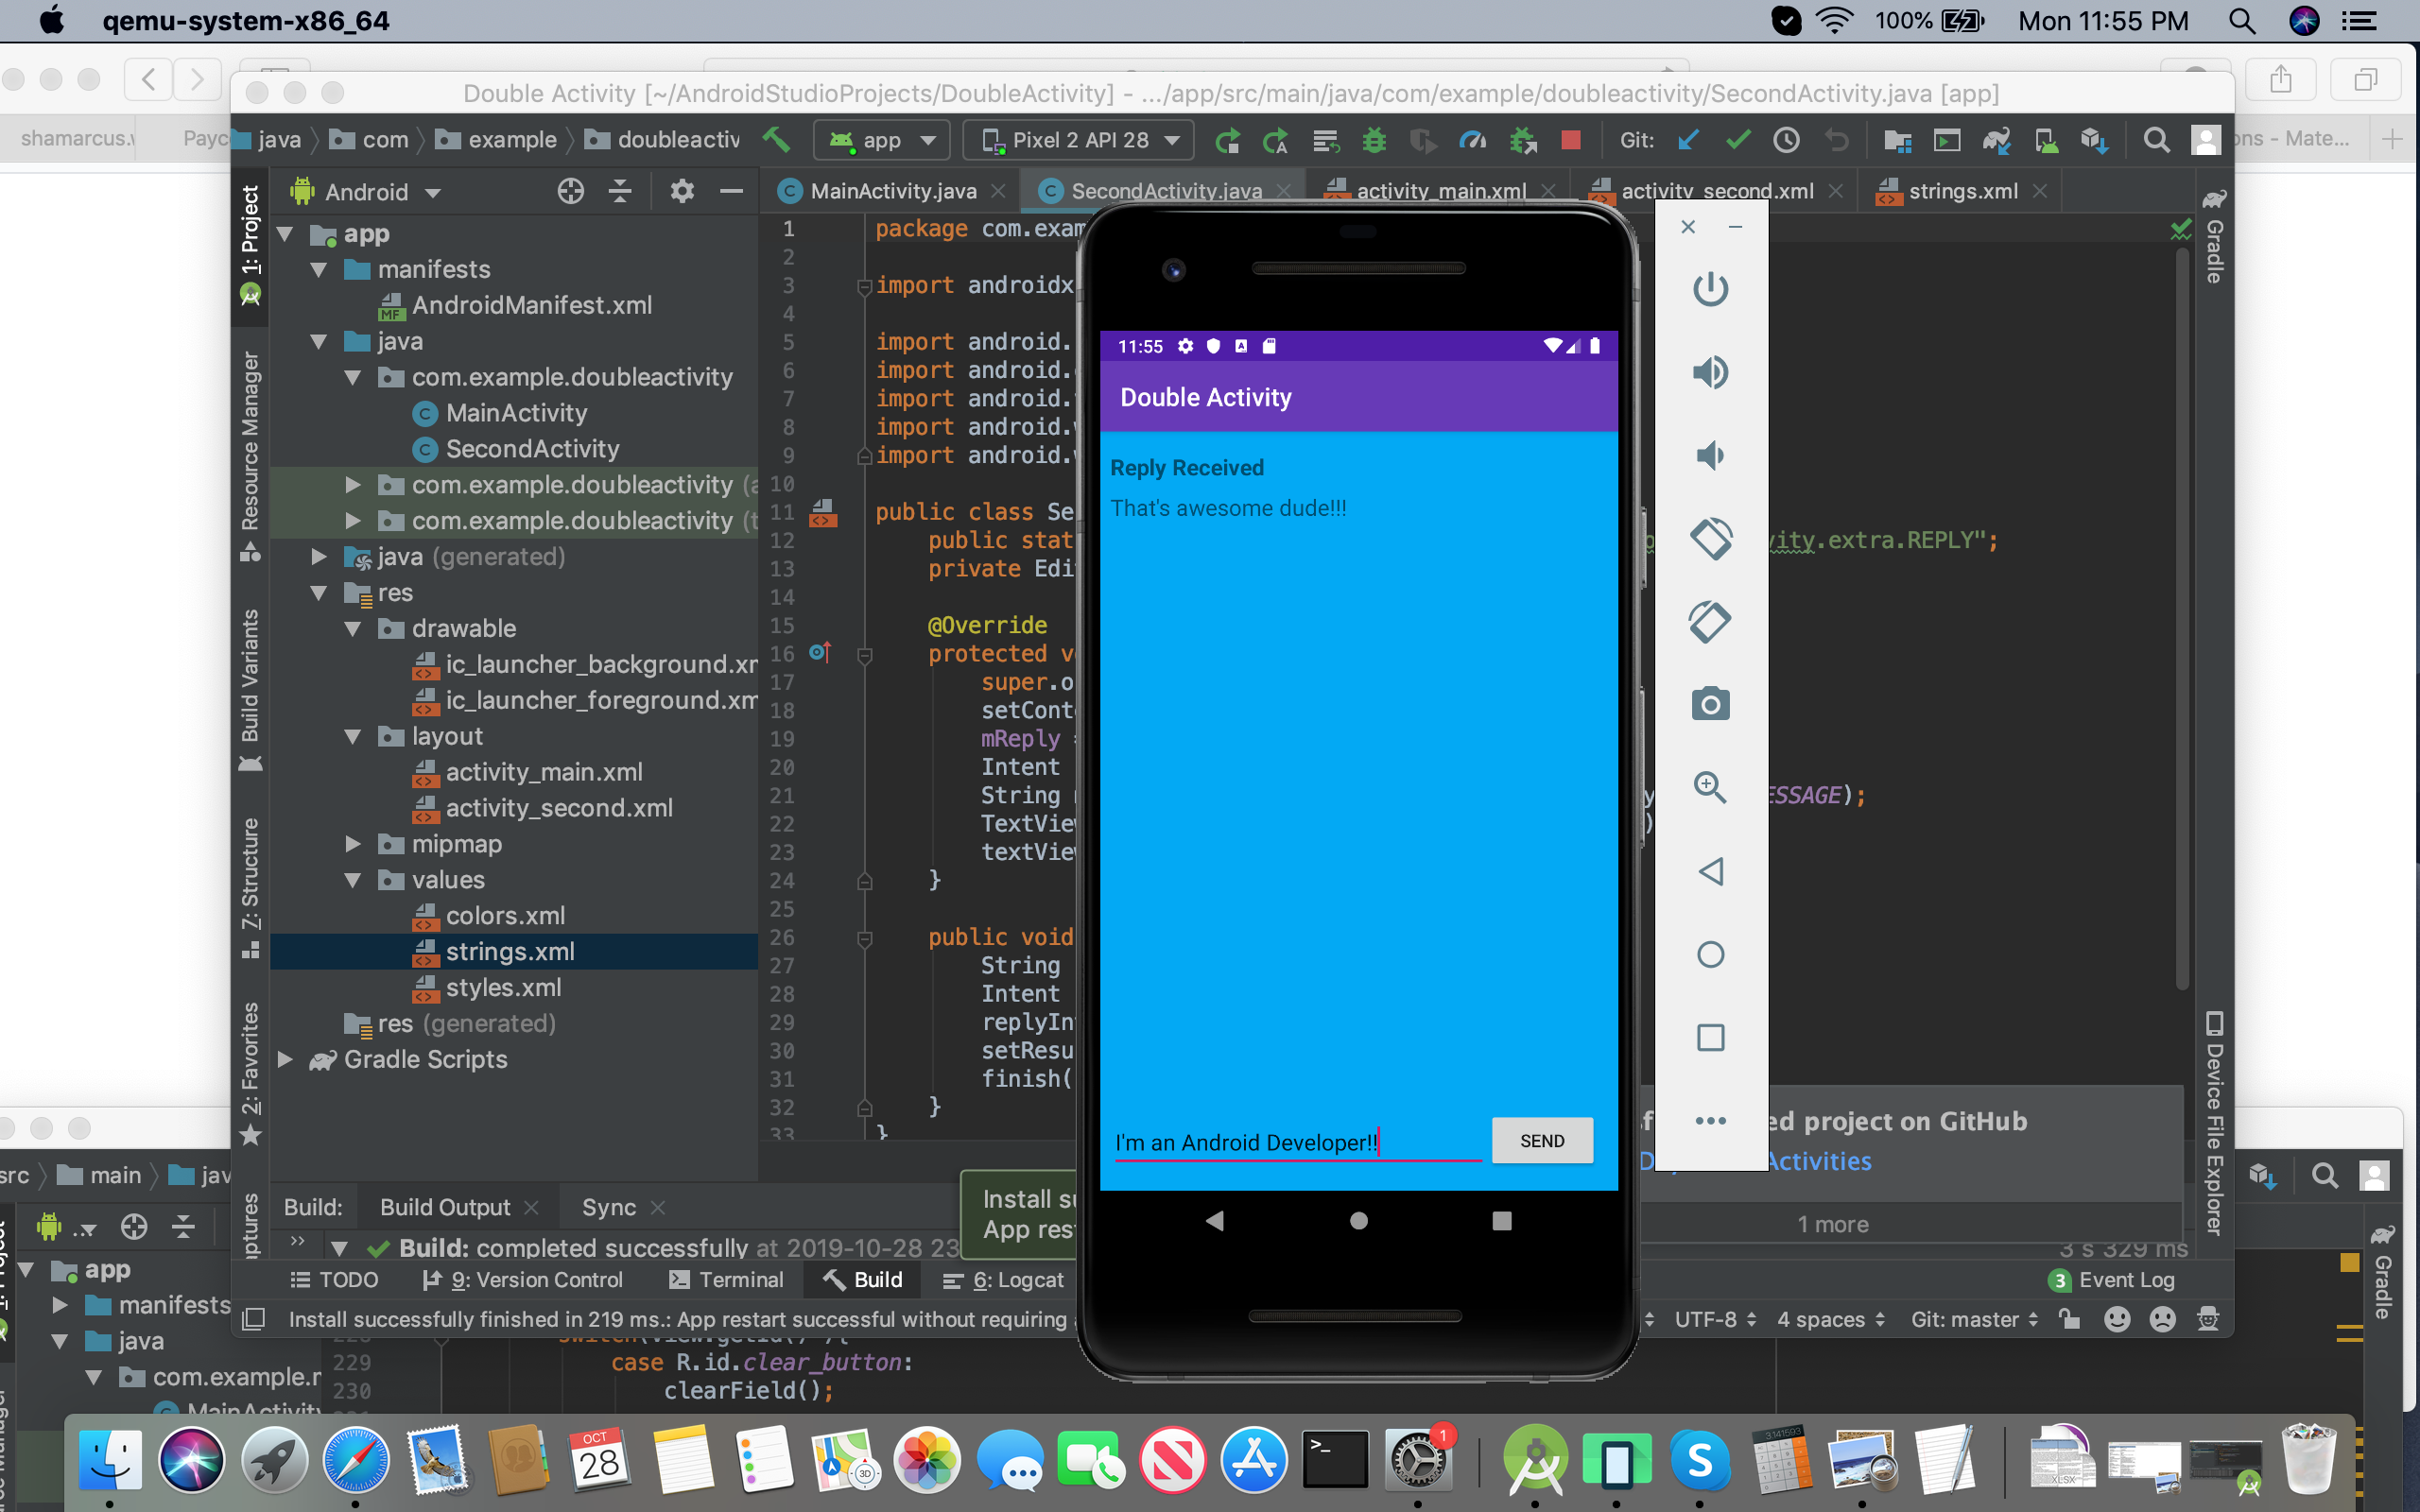 qemu-system-x86_64
100%
Mon 11:55 PM
shamarcus.w
Payc
ons - Mate...
Double Activity [~/AndroidStudioProjects/DoubleActivity] - .../app/src/main/java/com/example/doubleactivity/SecondActivity.java [app]
java
com
example
doubleactiv
app
Pixel 2 API 28
Git:
Android
MainActivity.java
SecondActivity.java
activity_main.xml
activity_second.xml
strings.xml
1: Project
Resource Manager
Build Variants
7: Structure
2: Favorites
ptures
app
manifests
AndroidManifest.xml
java
com.example.doubleactivity
MainActivity
SecondActivity
com.example.doubleactivity (a
com.example.doubleactivity (t
java (generated)
res
drawable
ic_launcher_background.xm
ic_launcher_foreground.xm
layout
activity_main.xml
activity_second.xml
mipmap
values
colors.xml
strings.xml
styles.xml
res (generated)
Gradle Scripts
1 package com.exam
2
3 import androidx
4
5 import android.
6 import android.
7 import android.
8 import android.
9 import android.
10
11 public class Se
12 public stat
vity.extra.REPLY";
13 private Edi
14
15 @Override
16 protected v
17 super.o
18 setCont
19 mReply =
20 Intent
21 String
ESSAGE);
22 TextVie
)
23 textVie
24 }
25
26 public void
27 String
28 Intent
29 replyIn
30 setResu
31 finish(
32 }
33 }
Gradle
Device File Explorer
11:55
Double Activity
Reply Received
That's awesome dude!!!
I'm an Android Developer!!
SEND
ed project on GitHub
Activities
1 more
Install su
App rest
Build:
Build Output
Sync
Build: completed successfully at 2019-10-28 23
3 s 329 ms
TODO
9: Version Control
Terminal
Build
6: Logcat
3 Event Log
Install successfully finished in 219 ms.: App restart successful without requiring a
UTF-8
4 spaces
Git: master
src
main
jav
app
manifests
java
com.example.r
MainActivity
229 case R.id.clear_button:
230 clearField();
Gradle
OCT
28
3D
1
3.141593
XLSX